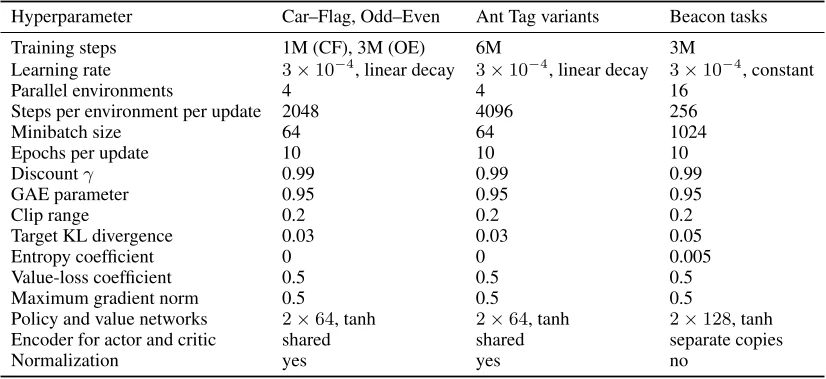 Hyperparameter Car–Flag, Odd–Even Ant Tag variants Beacon tasks
Training steps 1M (CF), 3M (OE) 6M 3M
Learning rate 3 × 10⁻⁴, linear decay 3 × 10⁻⁴, linear decay 3 × 10⁻⁴, constant
Parallel environments 4 4 16
Steps per environment per update 2048 4096 256
Minibatch size 64 64 1024
Epochs per update 10 10 10
Discount γ 0.99 0.99 0.99
GAE parameter 0.95 0.95 0.95
Clip range 0.2 0.2 0.2
Target KL divergence 0.03 0.03 0.05
Entropy coefficient 0 0 0.005
Value-loss coefficient 0.5 0.5 0.5
Maximum gradient norm 0.5 0.5 0.5
Policy and value networks 2 × 64, tanh 2 × 64, tanh 2 × 128, tanh
Encoder for actor and critic shared shared separate copies
Normalization yes yes no